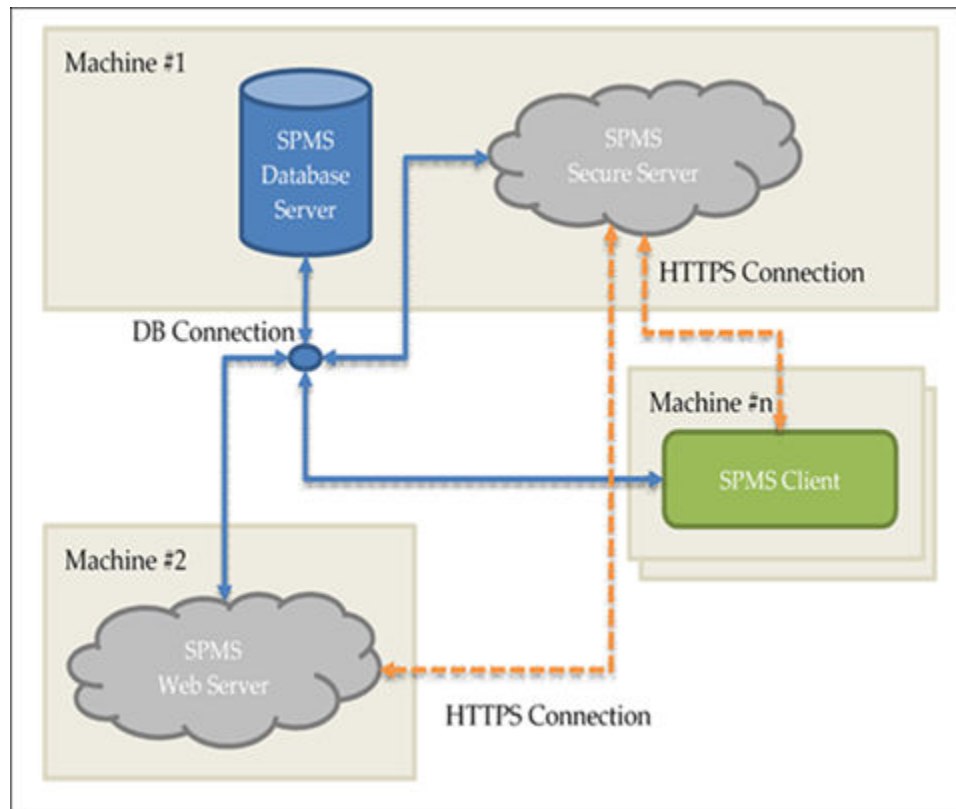 Machine #1
SPMS
Database
Server
SPMS
Secure Server
HTTPS Connection
DB Connection
Machine #n
SPMS Client
Machine #2
SPMS
Web Server
HTTPS Connection